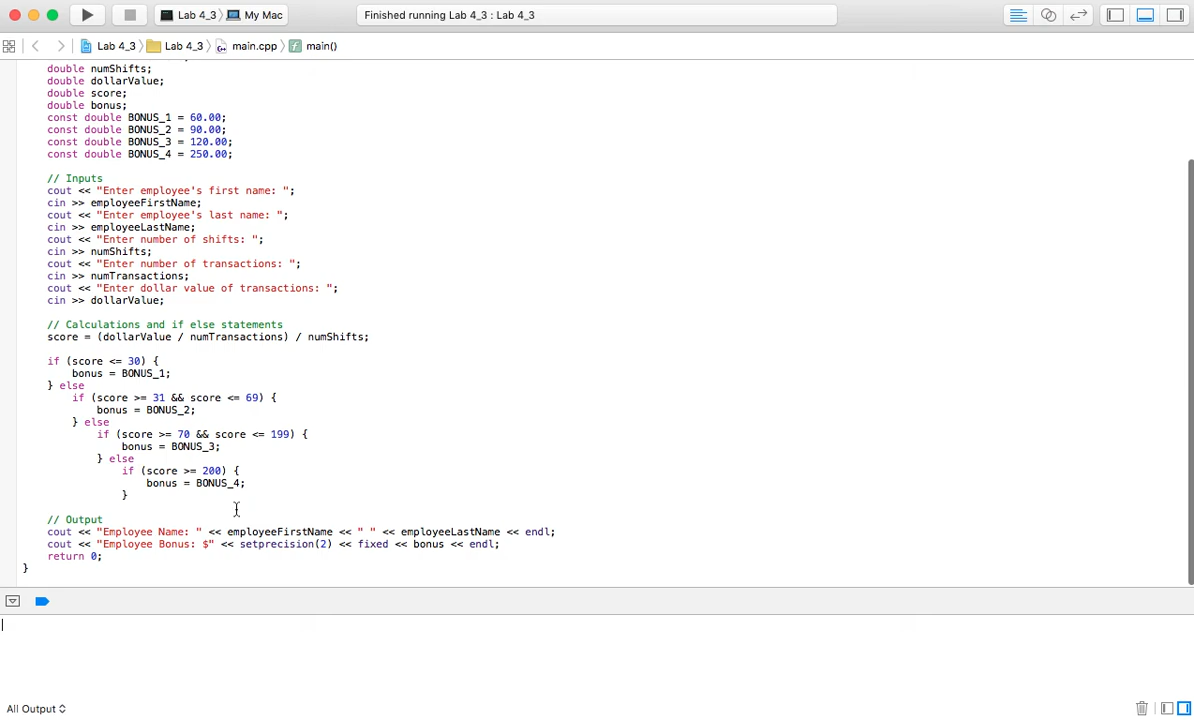 Lab 4_3 My Mac Finished running Lab 4_3 : Lab 4_3
Lab 4_3 Lab 4_3 main.cpp main()
double numShifts;
double dollarValue;
double score;
double bonus;
const double BONUS_1 = 60.00;
const double BONUS_2 = 90.00;
const double BONUS_3 = 120.00;
const double BONUS_4 = 250.00;
// Inputs
cout << "Enter employee's first name: ";
cin >> employeeFirstName;
cout << "Enter employee's last name: ";
cin >> employeeLastName;
cout << "Enter number of shifts: ";
cin >> numShifts;
cout << "Enter number of transactions: ";
cin >> numTransactions;
cout << "Enter dollar value of transactions: ";
cin >> dollarValue;
// Calculations and if else statements
score = (dollarValue / numTransactions) / numShifts;
if (score <= 30) {
bonus = BONUS_1;
} else
if (score >= 31 && score <= 69) {
bonus = BONUS_2;
} else
if (score >= 70 && score <= 199) {
bonus = BONUS_3;
} else
if (score >= 200) {
bonus = BONUS_4;
}
// Output
cout << "Employee Name: " << employeeFirstName << " " << employeeLastName << endl;
cout << "Employee Bonus: $" << setprecision(2) << fixed << bonus << endl;
return 0;
}
All Output